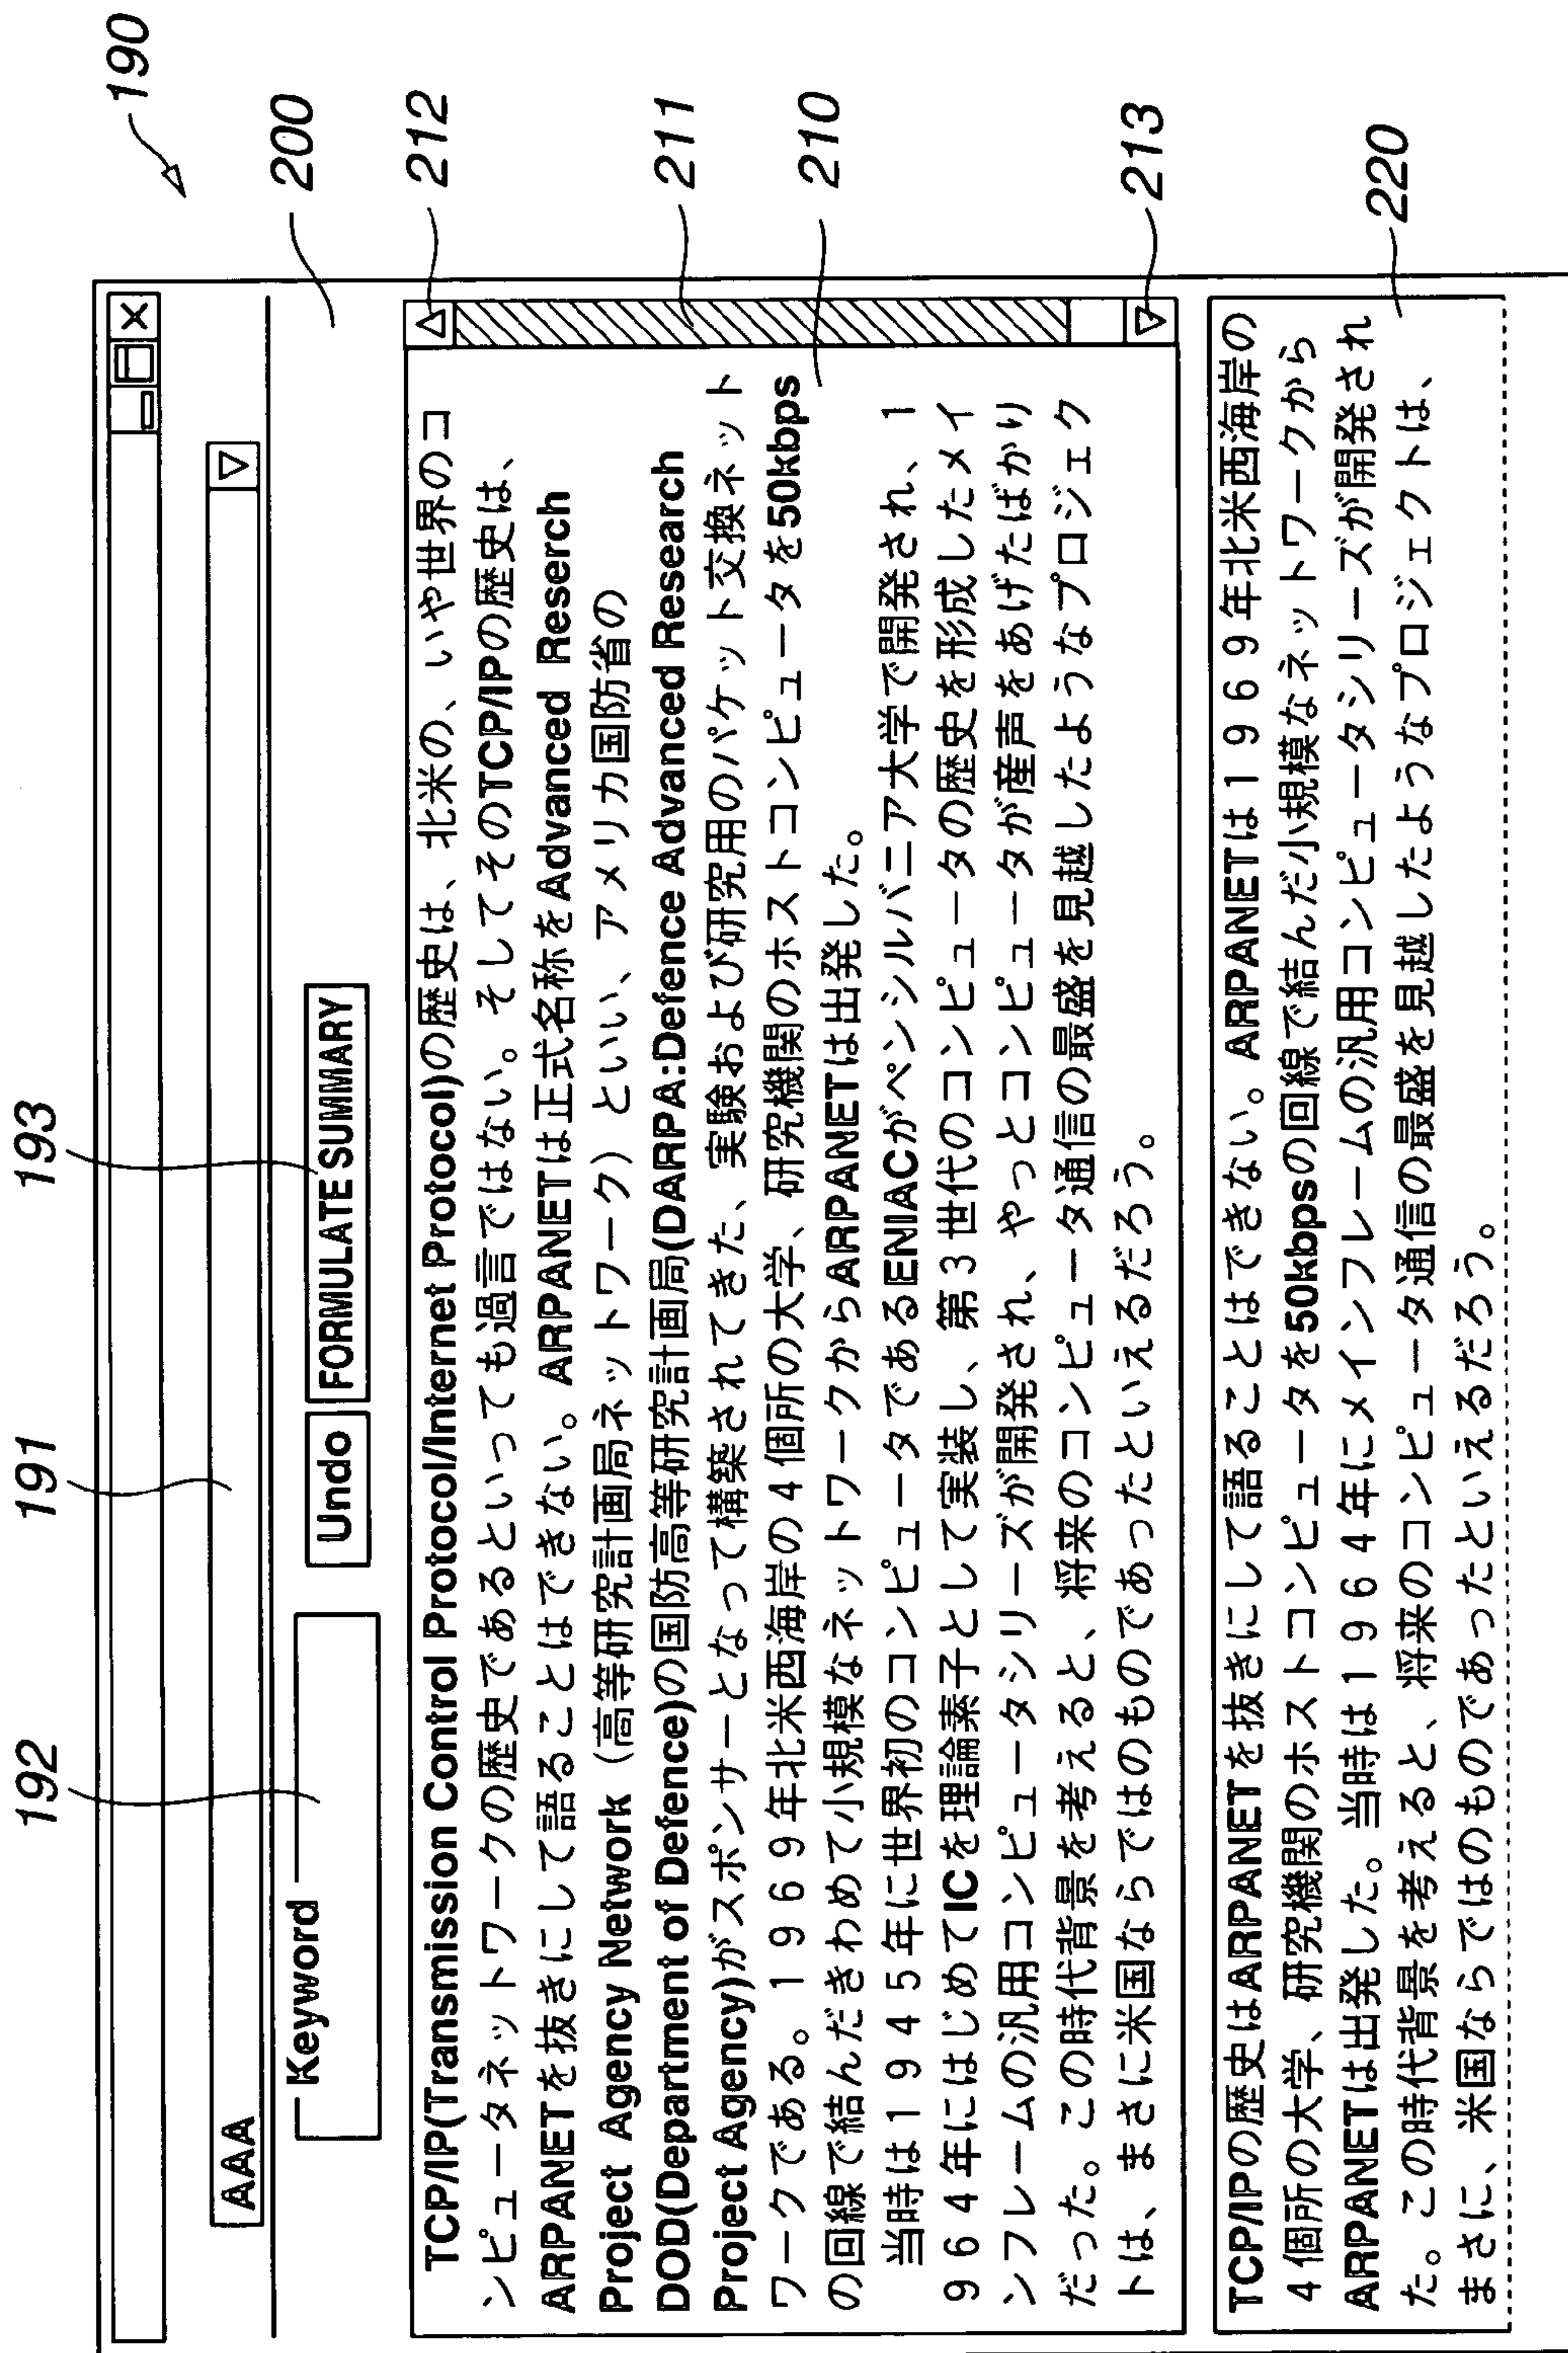 190
193
191
192
200
AAA
Keyword
Undo
FORMULATE SUMMARY
212
211
210
213
220
TCP/IP(Transmission Control Protocol/Internet Protocol)の歴史は、北米の、いや世界のコ
ンピュータネットワークの歴史であるといっても過言ではない。そしてそのTCP/IPの歴史は、
ARPANETを抜きにして語ることはできない。ARPANETは正式名称をAdvanced Reserch
Project Agency Network（高等研究計画局ネットワーク）といい、アメリカ国防省の
DOD(Department of Defence)の国防高等研究計画局(DARPA:Defence Advanced Research
Project Agency)がスポンサーとなって構築されてきた、実験および研究用のパケット交換ネット
ワークである。１９６９年北米西海岸の４個所の大学、研究機関のホストコンピュータを50kbps
の回線で結んだきわめて小規模なネットワークからARPANETは出発した。
当時は１９４５年に世界初のコンピュータであるENIACがペンシルバニア大学で開発され、１
９６４年にはじめてICを理論素子として実装し、第３世代のコンピュータの歴史を形成したメイ
ンフレームの汎用コンピュータシリーズが開発され、やっとコンピュータが産声をあげたばかり
だった。この時代背景を考えると、将来のコンピュータ通信の最盛を見越したようなプロジェク
トは、まさに米国ならではのものであったといえるだろう。
TCP/IPの歴史はARPANETを抜きにして語ることはできない。ARPANETは１９６９年北米西海岸の
４個所の大学、研究機関のホストコンピュータを50kbpsの回線で結んだ小規模なネットワークから
ARPANETは出発した。当時は１９６４年にメインフレームの汎用コンピュータシリーズが開発され
た。この時代背景を考えると、将来のコンピュータ通信の最盛を見越したようなプロジェクトは、
まさに、米国ならではのものであったといえるだろう。